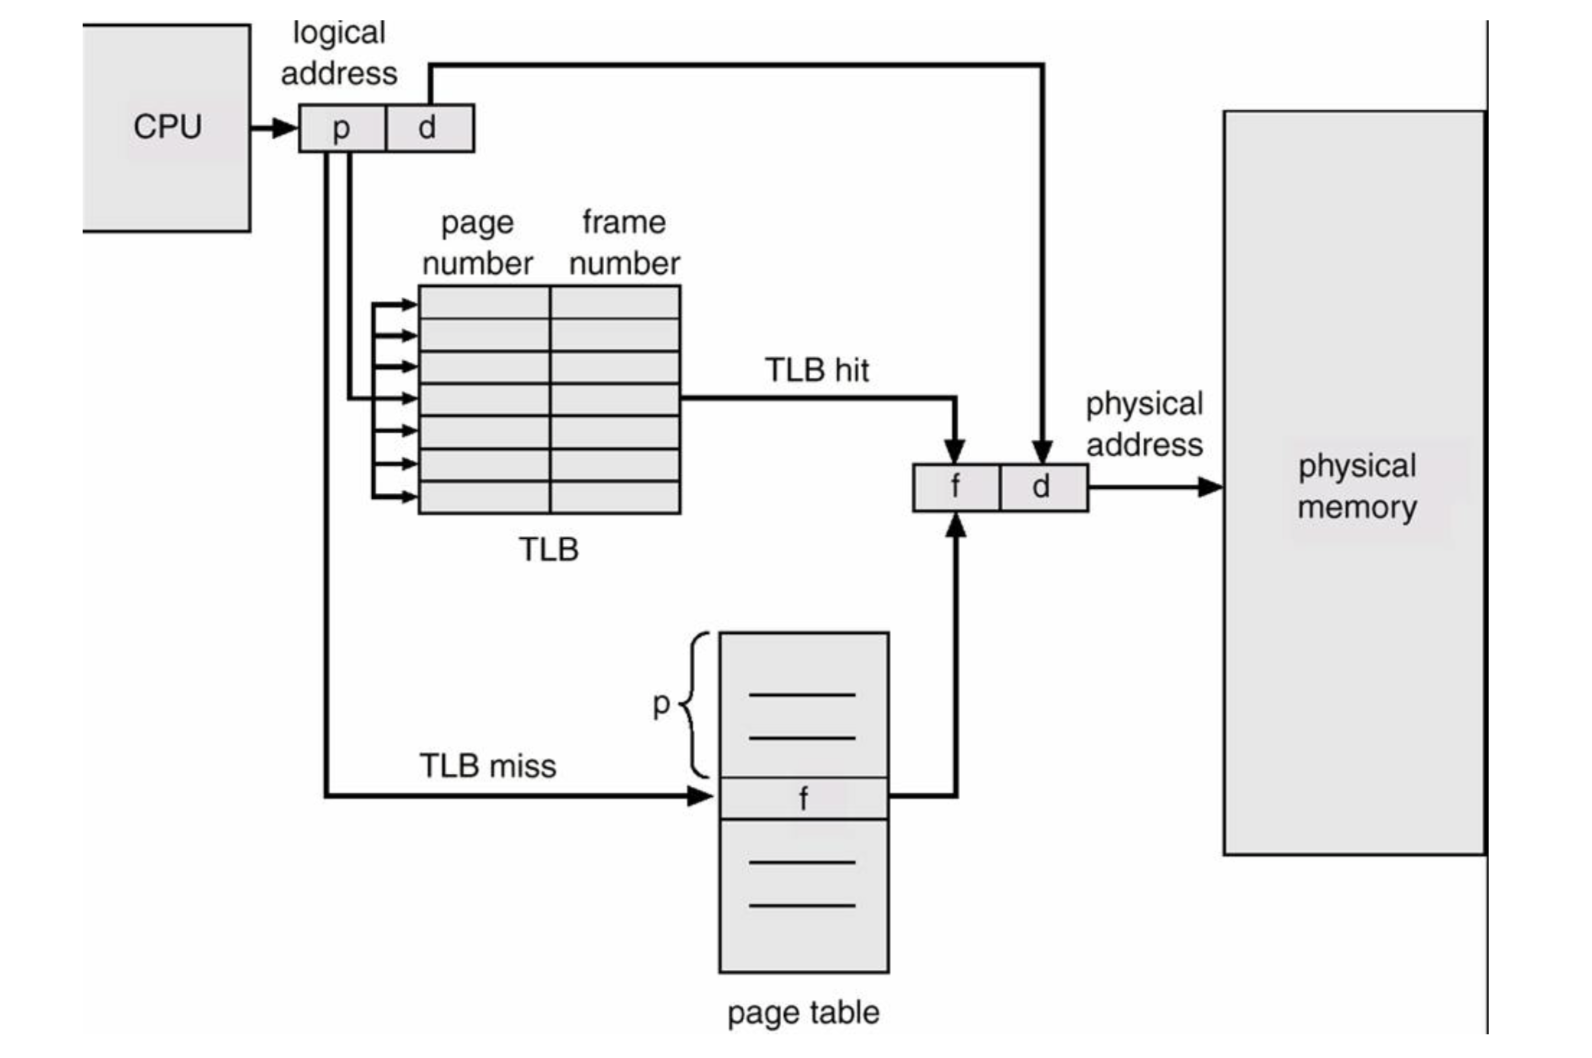 logical
address
CPU
p
d
page
number
frame
number
TLB hit
physical
address
f
d
physical
memory
TLB
p
TLB miss
f
page table